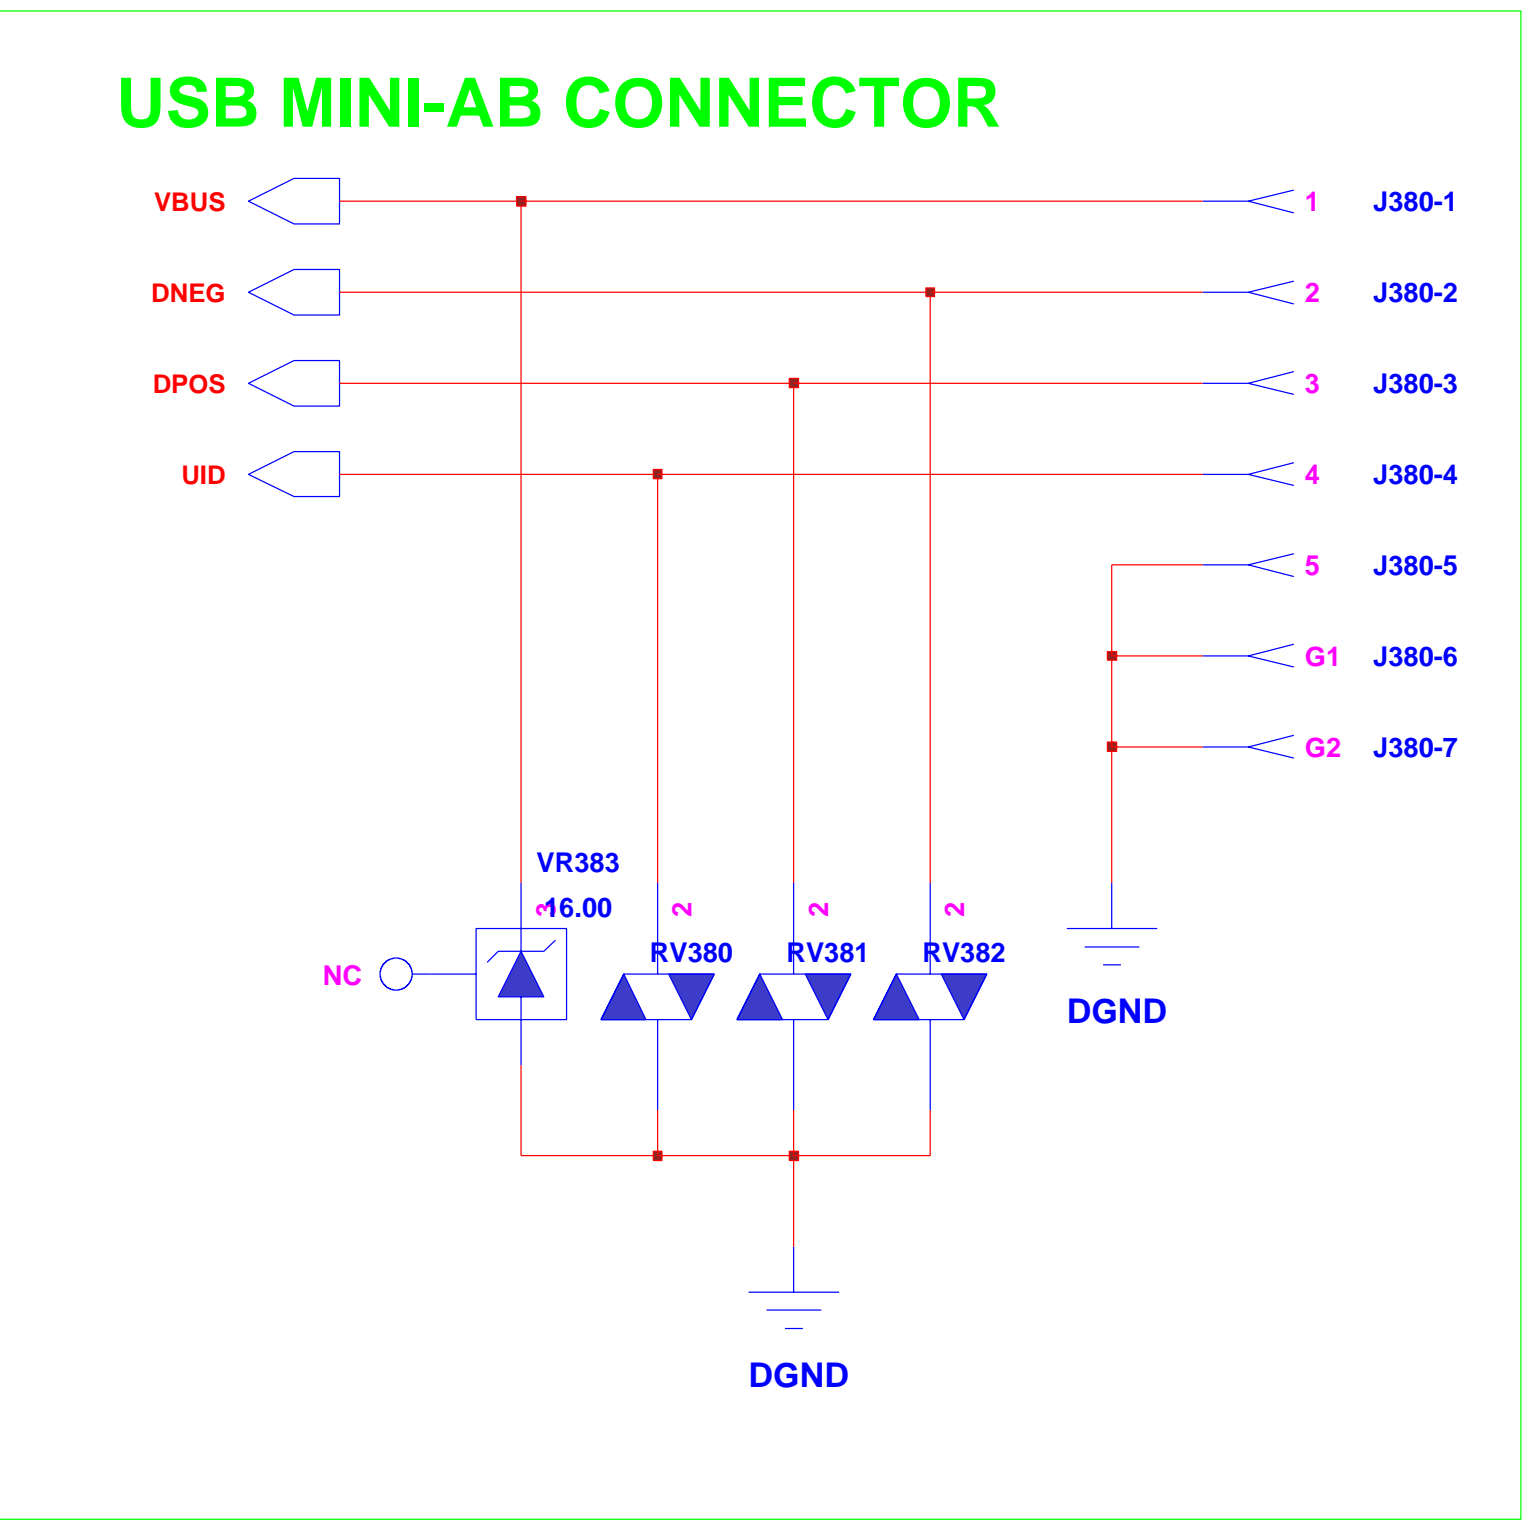 USB MINI-AB CONNECTOR
VBUS 1 J380-1
DNEG 2 J380-2
DPOS 3 J380-3
UID 4 J380-4
5 J380-5
G1 J380-6
G2 J380-7
VR383
3 16.00 2 2 2
RV380 RV381 RV382
NC
DGND
DGND